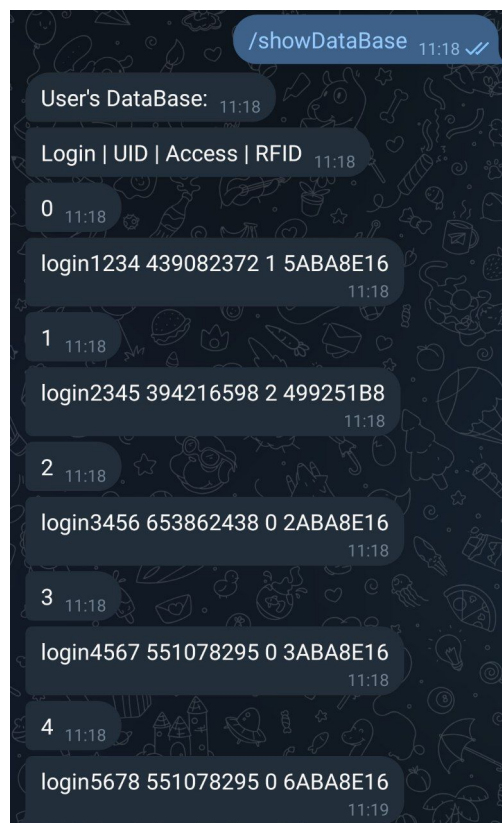 /showDataBase 11:18
User's DataBase: 11:18
Login | UID | Access | RFID 11:18
0 11:18
login1234 439082372 1 5ABA8E16
11:18
1 11:18
login2345 394216598 2 499251B8
11:18
2 11:18
login3456 653862438 0 2ABA8E16
11:18
3 11:18
login4567 551078295 0 3ABA8E16
11:18
4 11:18
login5678 551078295 0 6ABA8E16
11:19